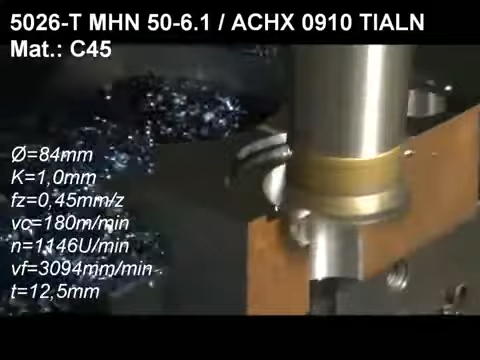 5026-T MHN 50-6.1 / ACHX 0910 TIALN
Mat.: C45
Ø=84mm
K=1,0mm
fz=0,45mm/z
vc=180m/min
n=1146U/min
vf=3094mm/min
t=12,5mm